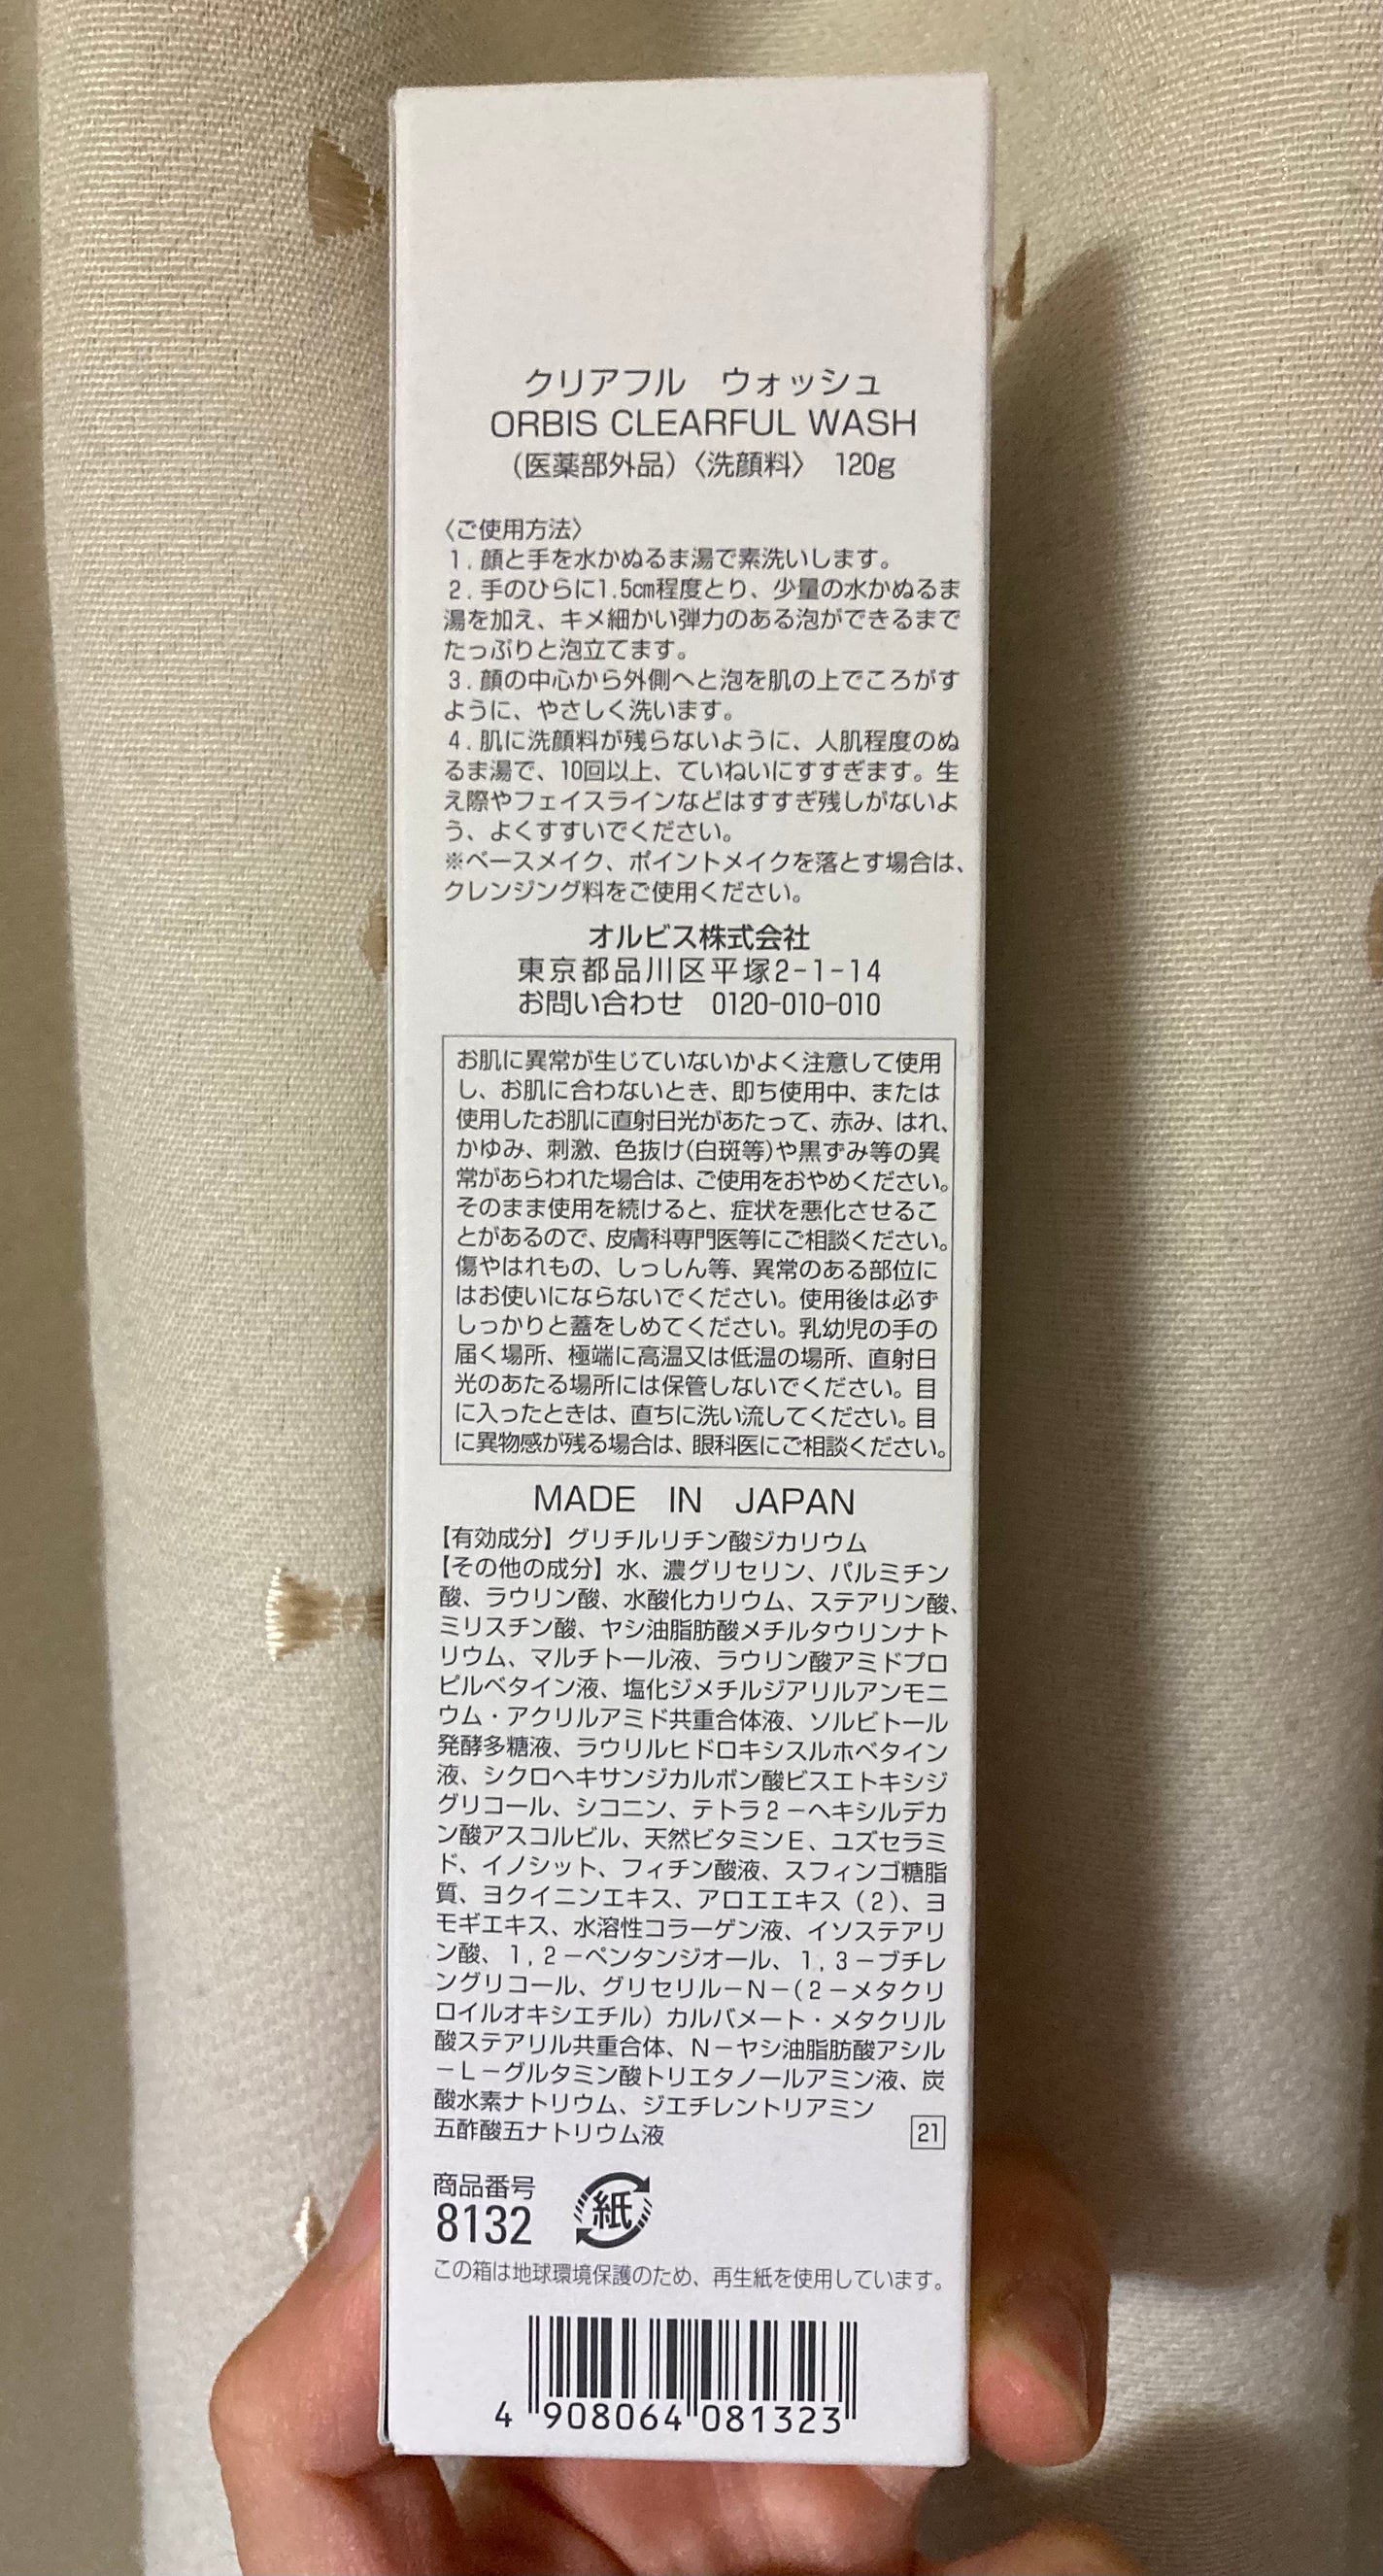 クリアフル ウォッシュ
ORBIS CLEARFUL WASH
(医薬部外品)〈洗顔料〉 120g
〈ご使用方法〉
1. 顔と手を水かぬるま湯で素洗いします。
2. 手のひらに1.5㎝程度とり、少量の水かぬるま
湯を加え、キメ細かい弾力のある泡ができるまで
たっぷりと泡立てます。
3. 顔の中心から外側へと泡を肌の上でころがす
ように、やさしく洗います。
4. 肌に洗顔料が残らないように、人肌程度のぬ
るま湯で、10回以上、ていねいにすすぎます。生
え際やフェイスラインなどはすすぎ残しがないよ
う、よくすすいでください。
※ベースメイク、ポイントメイクを落とす場合は、
クレンジング料をご使用ください。
オルビス株式会社
東京都品川区平塚2-1-14
お問い合わせ 0120-010-010
お肌に異常が生じていないかよく注意して使用
し、お肌に合わないとき、即ち使用中、または
使用したお肌に直射日光があたって、赤み、はれ、
かゆみ、刺激、色抜け(白斑等)や黒ずみ等の異
常があらわれた場合は、ご使用をおやめください。
そのまま使用を続けると、症状を悪化させるこ
とがあるので、皮膚科専門医等にご相談ください。
傷やはれもの、しっしん等、異常のある部位に
はお使いにならないでください。使用後は必ず
しっかりと蓋をしめてください。乳幼児の手の
届く場所、極端に高温又は低温の場所、直射日
光のあたる場所には保管しないでください。目
に入ったときは、直ちに洗い流してください。目
に異物感が残る場合は、眼科医にご相談ください。
MADE IN JAPAN
【有効成分】グリチルリチン酸ジカリウム
【その他の成分】水、濃グリセリン、パルミチン
酸、ラウリン酸、水酸化カリウム、ステアリン酸、
ミリスチン酸、ヤシ油脂肪酸メチルタウリンナト
リウム、マルチトール液、ラウリン酸アミドプロ
ピルベタイン液、塩化ジメチルジアリルアンモニ
ウム・アクリルアミド共重合体液、ソルビトール
発酵多糖液、ラウリルヒドロキシスルホベタイン
液、シクロヘキサンジカルボン酸ビスエトキシジ
グリコール、シコニン、テトラ2-ヘキシルデカ
ン酸アスコルビル、天然ビタミンE、ユズセラミ
ド、イノシット、フィチン酸液、スフィンゴ糖脂
質、ヨクイニンエキス、アロエエキス(2)、ヨ
モギエキス、水溶性コラーゲン液、イソステアリ
ン酸、1,2-ペンタンジオール、1,3-ブチレ
ングリコール、グリセリル-N-(2-メタクリ
ロイルオキシエチル)カルバメート・メタクリル
酸ステアリル共重合体、N-ヤシ油脂肪酸アシル
-L-グルタミン酸トリエタノールアミン液、炭
酸水素ナトリウム、ジエチレントリアミン
五酢酸五ナトリウム液
21
商品番号
8132
紙
この箱は地球環境保護のため、再生紙を使用しています。
4 908064 081323